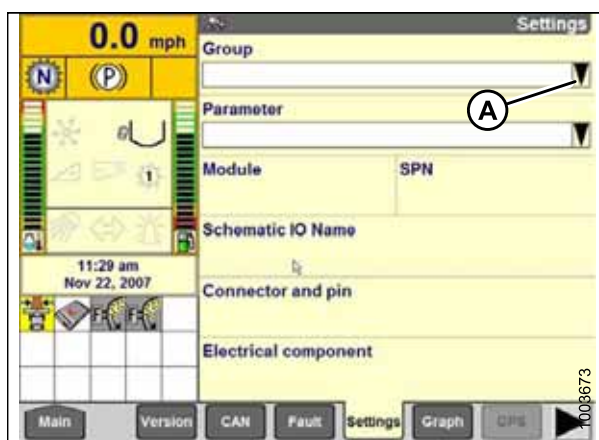 0.0 mph
Settings
N
(P)
Group
A
Parameter
1
Module
SPN
Schematic IO Name
11:29 am
Nov 22, 2007
Connector and pin
Electrical component
Main
Version
CAN
Fault
Settings
Graph
GPS
1003673